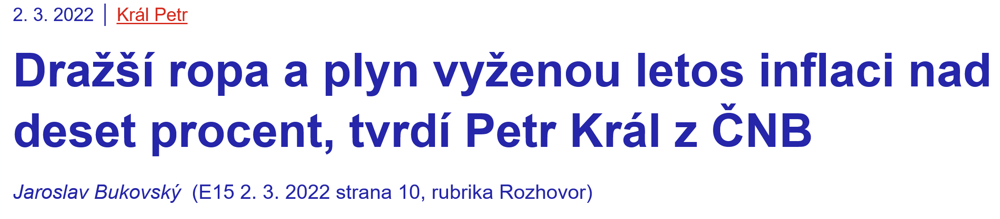 2. 3. 2022 | Král Petr
Dražší ropa a plyn vyženou letos inflaci nad
deset procent, tvrdí Petr Král z ČNB
Jaroslav Bukovský (E15 2. 3. 2022 strana 10, rubrika Rozhovor)